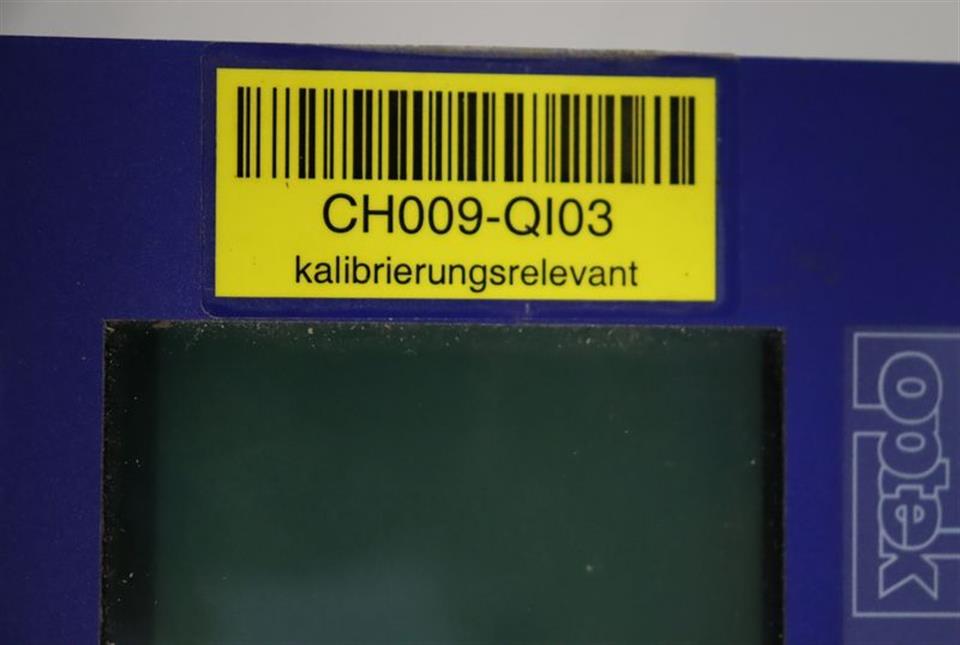 CH009-QI03
kalibrierungsrelevant
optek